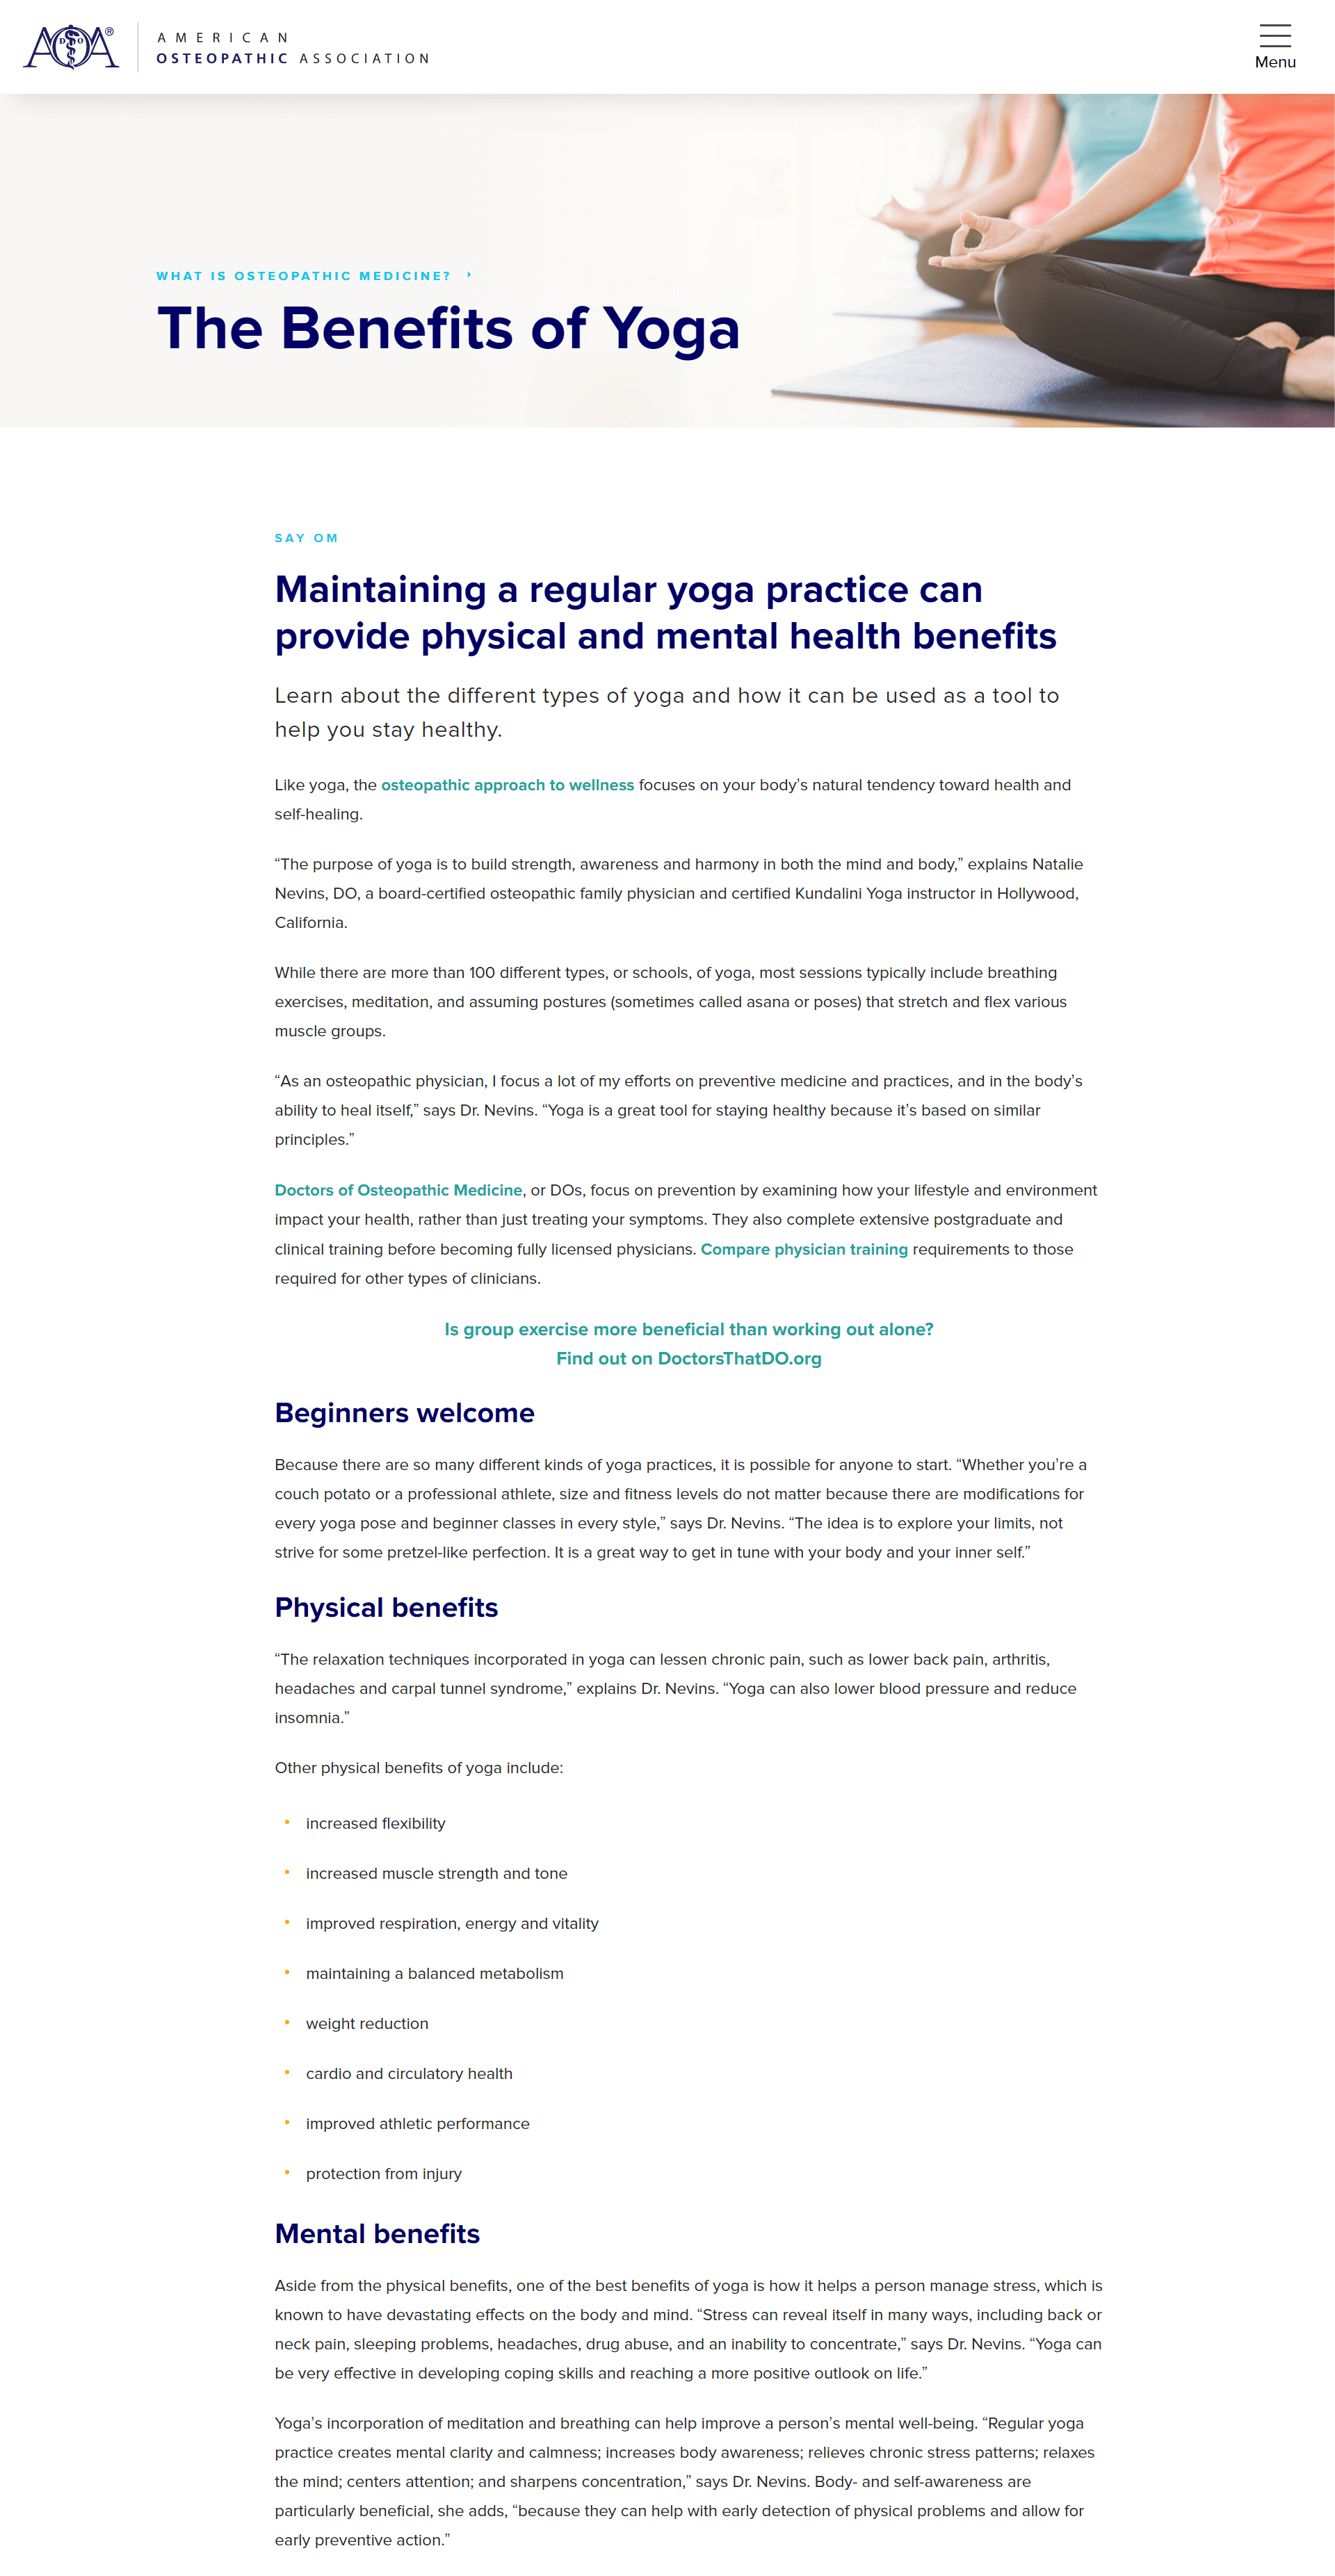 AOA®
D O
AMERICAN
OSTEOPATHIC ASSOCIATION
Menu
WHAT IS OSTEOPATHIC MEDICINE?
The Benefits of Yoga
SAY OM
Maintaining a regular yoga practice can
provide physical and mental health benefits
Learn about the different types of yoga and how it can be used as a tool to
help you stay healthy.
Like yoga, the osteopathic approach to wellness focuses on your body’s natural tendency toward health and
self-healing.
“The purpose of yoga is to build strength, awareness and harmony in both the mind and body,” explains Natalie
Nevins, DO, a board-certified osteopathic family physician and certified Kundalini Yoga instructor in Hollywood,
California.
While there are more than 100 different types, or schools, of yoga, most sessions typically include breathing
exercises, meditation, and assuming postures (sometimes called asana or poses) that stretch and flex various
muscle groups.
“As an osteopathic physician, I focus a lot of my efforts on preventive medicine and practices, and in the body’s
ability to heal itself,” says Dr. Nevins. “Yoga is a great tool for staying healthy because it’s based on similar
principles.”
Doctors of Osteopathic Medicine, or DOs, focus on prevention by examining how your lifestyle and environment
impact your health, rather than just treating your symptoms. They also complete extensive postgraduate and
clinical training before becoming fully licensed physicians. Compare physician training requirements to those
required for other types of clinicians.
Is group exercise more beneficial than working out alone?
Find out on DoctorsThatDO.org
Beginners welcome
Because there are so many different kinds of yoga practices, it is possible for anyone to start. “Whether you’re a
couch potato or a professional athlete, size and fitness levels do not matter because there are modifications for
every yoga pose and beginner classes in every style,” says Dr. Nevins. “The idea is to explore your limits, not
strive for some pretzel-like perfection. It is a great way to get in tune with your body and your inner self.”
Physical benefits
“The relaxation techniques incorporated in yoga can lessen chronic pain, such as lower back pain, arthritis,
headaches and carpal tunnel syndrome,” explains Dr. Nevins. “Yoga can also lower blood pressure and reduce
insomnia.”
Other physical benefits of yoga include:
• increased flexibility
• increased muscle strength and tone
• improved respiration, energy and vitality
• maintaining a balanced metabolism
• weight reduction
• cardio and circulatory health
• improved athletic performance
• protection from injury
Mental benefits
Aside from the physical benefits, one of the best benefits of yoga is how it helps a person manage stress, which is
known to have devastating effects on the body and mind. “Stress can reveal itself in many ways, including back or
neck pain, sleeping problems, headaches, drug abuse, and an inability to concentrate,” says Dr. Nevins. “Yoga can
be very effective in developing coping skills and reaching a more positive outlook on life.”
Yoga’s incorporation of meditation and breathing can help improve a person’s mental well-being. “Regular yoga
practice creates mental clarity and calmness; increases body awareness; relieves chronic stress patterns; relaxes
the mind; centers attention; and sharpens concentration,” says Dr. Nevins. Body- and self-awareness are
particularly beneficial, she adds, “because they can help with early detection of physical problems and allow for
early preventive action.”